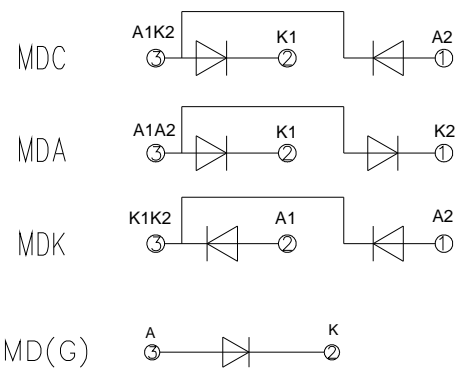 A1K2 K1 A2
MDC ③ ② ①
A1A2 K1 K2
MDA ③ ② ①
K1K2 A1 A2
MDK ③ ② ①
A K
MD(G) ③ ②